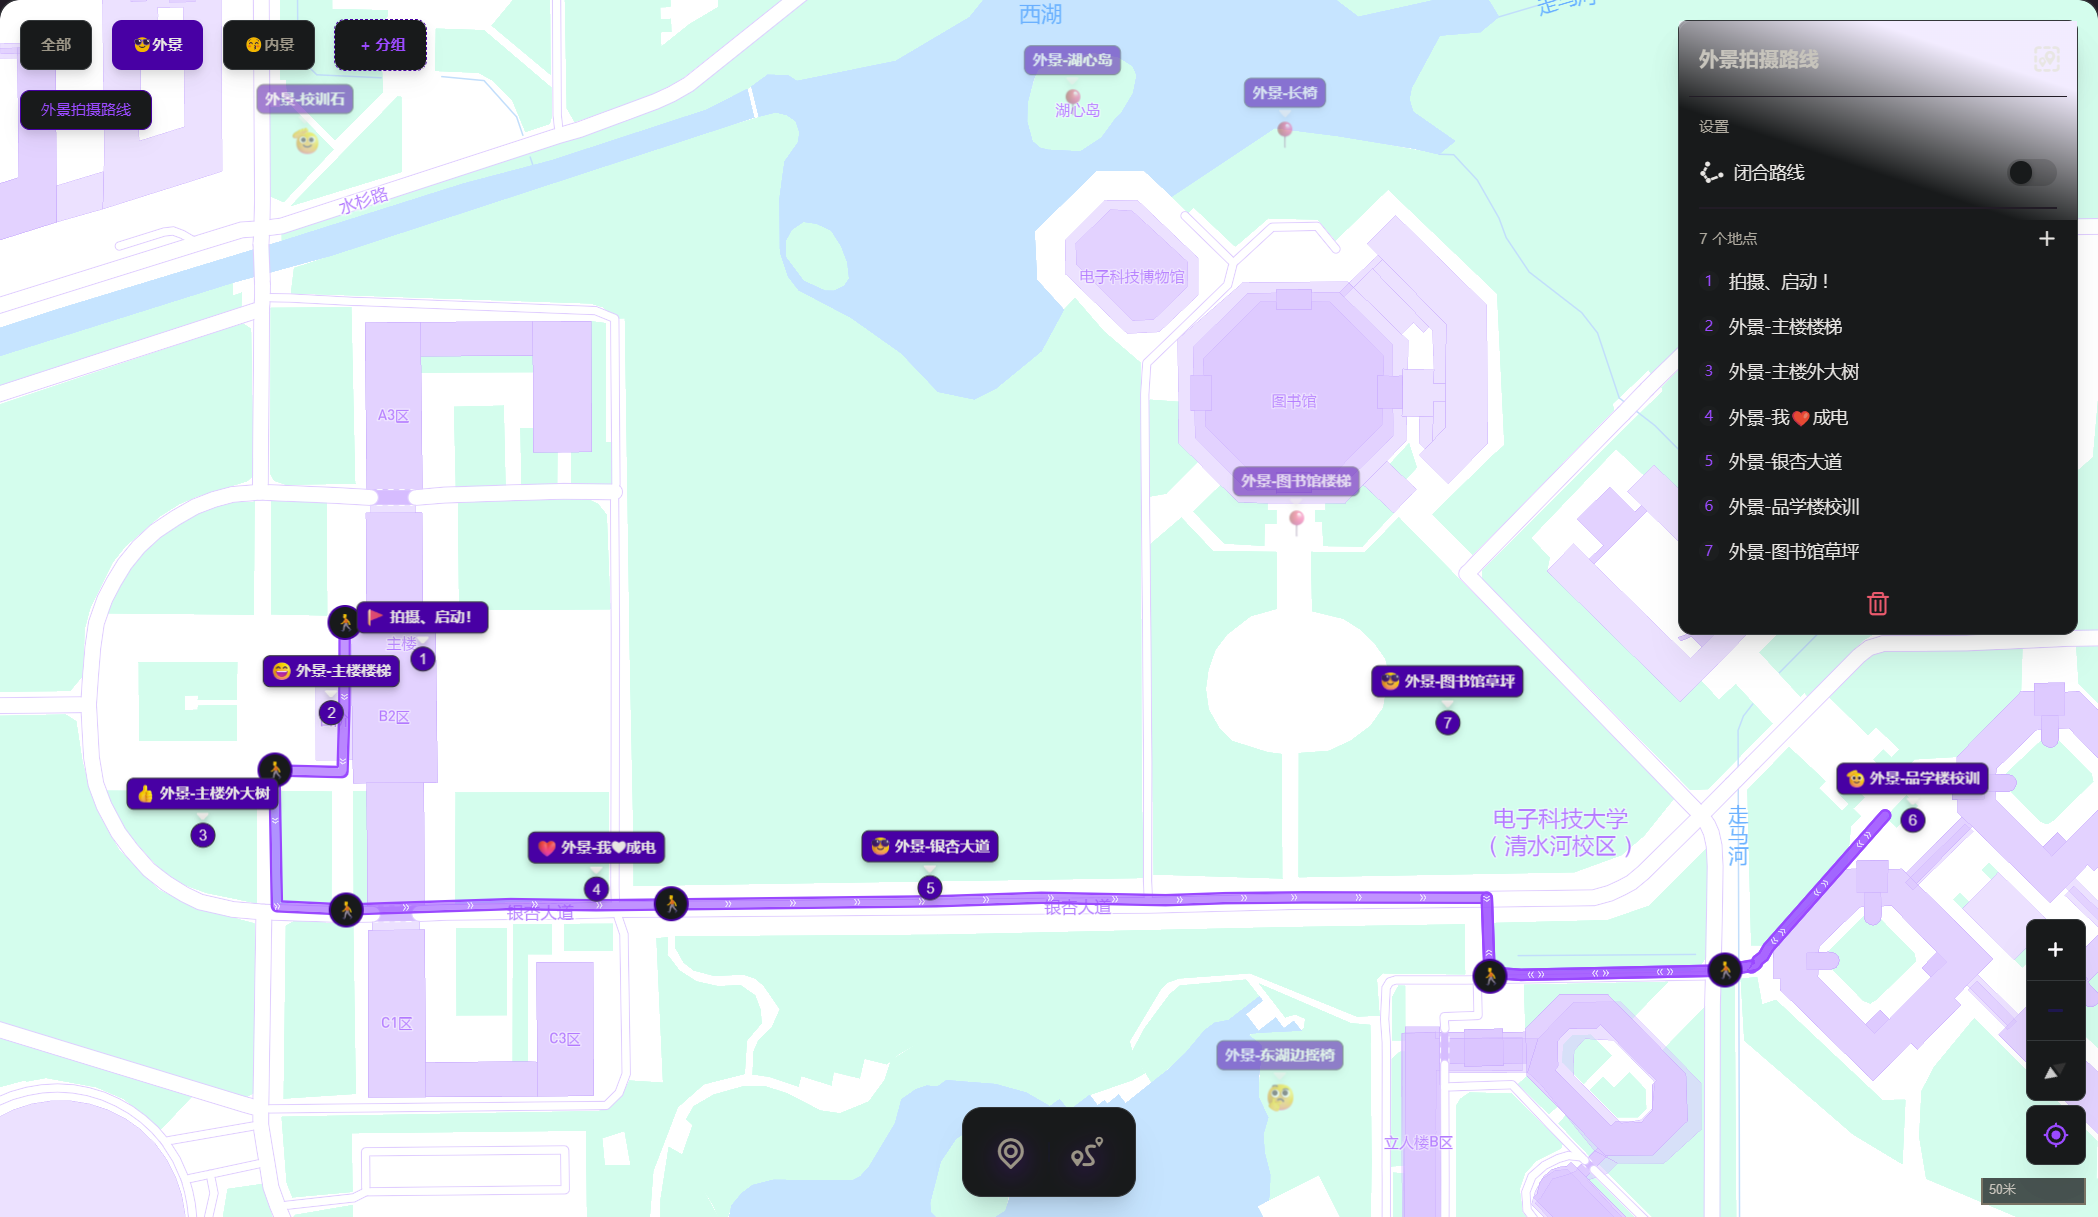 全部
😎外景
😙内景
+ 分组
外景拍摄路线
外景-校训石
水杉路
西湖
走马河
外景-湖心岛
湖心岛
外景-长椅
电子科技博物馆
图书馆
外景-图书馆楼梯
A3区
🚩 拍摄、启动!
主楼
1
😄 外景-主楼楼梯
2
B2区
👍 外景-主楼外大树
3
❤️ 外景-我❤成电
4
😎 外景-银杏大道
5
银杏大道
银杏大道
😎 外景-图书馆草坪
7
电子科技大学
( 清水河校区 )
走马河
外景-品学楼校训
6
C1区
C3区
外景-东湖边摇椅
立人楼B区
外景拍摄路线
设置
闭合路线
7 个地点
+
1 拍摄、启动！
2 外景-主楼楼梯
3 外景-主楼外大树
4 外景-我❤️成电
5 外景-银杏大道
6 外景-品学楼校训
7 外景-图书馆草坪
50米